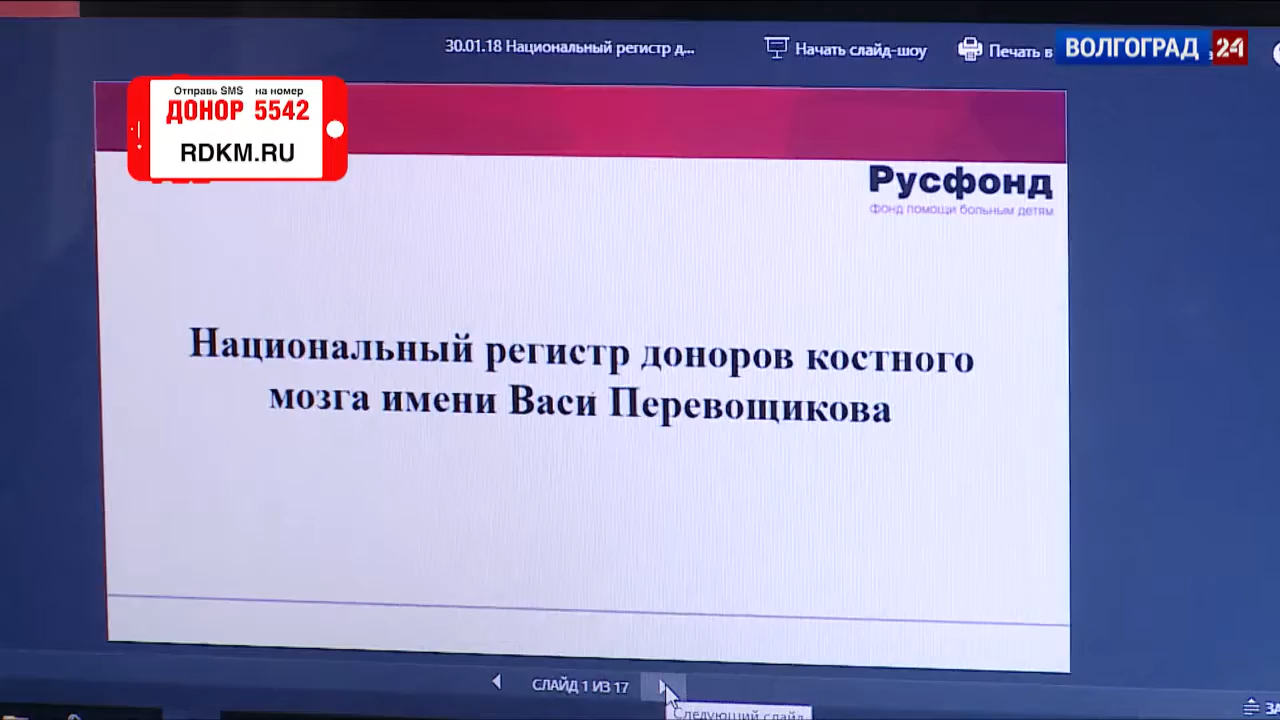 30.01.18 Национальный регистр д...
Начать слайд-шоу
Печать в
ВОЛГОГРАД 24
Отправь SMS на номер
ДОНОР 5542
RDKM.RU
Русфонд
фонд помощи больным детям
Национальный регистр доноров костного
мозга имени Васи Перевощикова
СЛАЙД 1 ИЗ 17
Следующий слайд